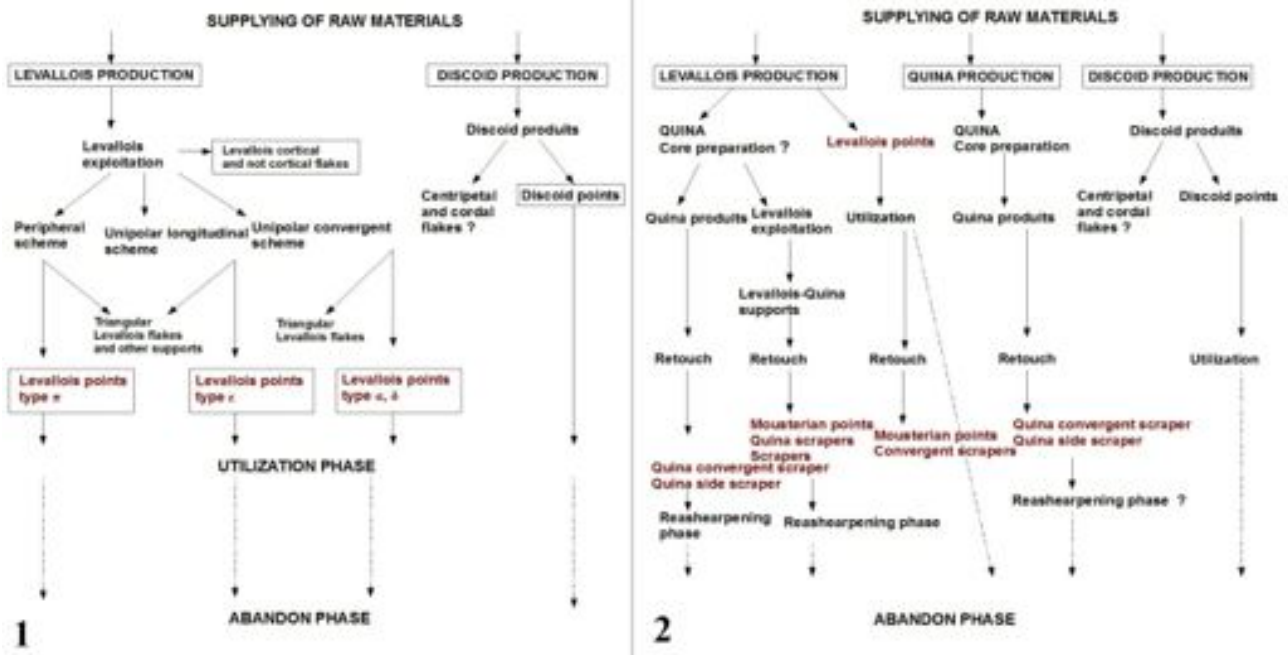 SUPPLYING OF RAW MATERIALS
LEVALLOIS PRODUCTION
DISCOID PRODUCTION
Levallois
exploitation
Levallois cortical
and not cortical flakes
Discoid produits
Centripetal
and cordal
flakes ?
Discoid points
Peripheral
scheme
Unipolar longitudinal
scheme
Unipolar convergent
scheme
Triangular
Levallois flakes
and other supports
Triangular
Levallois flakes
Levallois points
type π
Levallois points
type ε
Levallois points
type α, δ
UTILIZATION PHASE
ABANDON PHASE
1
SUPPLYING OF RAW MATERIALS
LEVALLOIS PRODUCTION
QUINA PRODUCTION
DISCOID PRODUCTION
QUINA
Core preparation ?
Levallois points
QUINA
Core preparation
Discoid produits
Quina produits
Levallois
exploitation
Utilization
Quina produits
Centripetal
and cordal
flakes ?
Discoid points
Levallois-Quina
supports
Retouch
Retouch
Retouch
Retouch
Utilization
Mousterian points
Quina scrapers
Scrapers
Mousterian points
Convergent scrapers
Quina convergent scraper
Quina side scraper
Quina convergent scraper
Quina side scraper
Reashearpening
phase
Reashearpening phase
Reashearpening phase ?
ABANDON PHASE
2